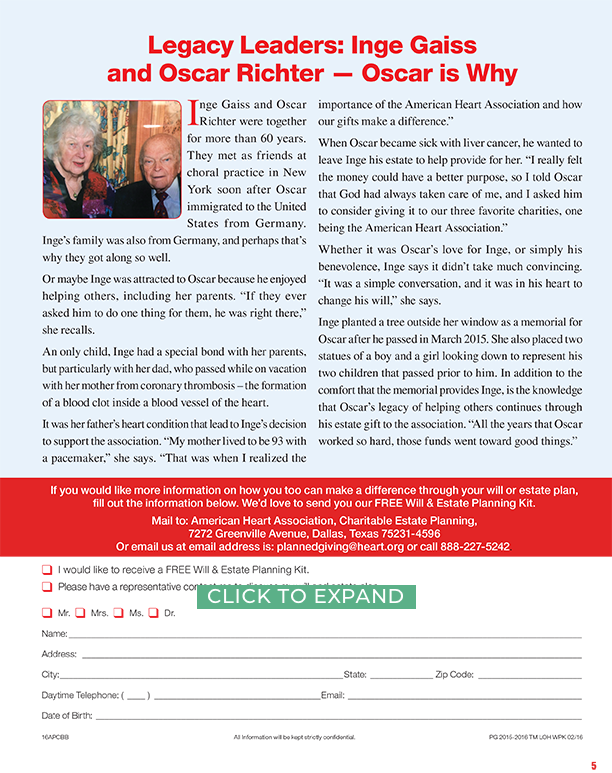 Legacy Leaders: Inge Gaiss
and Oscar Richter — Oscar is Why
Inge Gaiss and Oscar
Richter were together
for more than 60 years.
They met as friends at
choral practice in New
York soon after Oscar
immigrated to the United
States from Germany.
Inge's family was also from Germany, and perhaps that's
why they got along so well.
Or maybe Inge was attracted to Oscar because he enjoyed
helping others, including her parents. "If they ever
asked him to do one thing for them, he was right there,"
she recalls.
An only child, Inge had a special bond with her parents,
but particularly with her dad, who passed while on vacation
with her mother from coronary thrombosis – the formation
of a blood clot inside a blood vessel of the heart.
It was her father's heart condition that lead to Inge's decision
to support the association. "My mother lived to be 93 with
a pacemaker," she says. "That was when I realized the
importance of the American Heart Association and how
our gifts make a difference."
When Oscar became sick with liver cancer, he wanted to
leave Inge his estate to help provide for her. "I really felt
the money could have a better purpose, so I told Oscar
that God had always taken care of me, and I asked him
to consider giving it to our three favorite charities, one
being the American Heart Association."
Whether it was Oscar's love for Inge, or simply his
benevolence, Inge says it didn't take much convincing.
"It was a simple conversation, and it was in his heart to
change his will," she says.
Inge planted a tree outside her window as a memorial for
Oscar after he passed in March 2015. She also placed two
statues of a boy and a girl looking down to represent his
two children that passed prior to him. In addition to the
comfort that the memorial provides Inge, is the knowledge
that Oscar's legacy of helping others continues through
his estate gift to the association. "All the years that Oscar
worked so hard, those funds went toward good things."
If you would like more information on how you too can make a difference through your will or estate plan,
fill out the information below. We'd love to send you our FREE Will & Estate Planning Kit.
Mail to: American Heart Association, Charitable Estate Planning,
7272 Greenville Avenue, Dallas, Texas 75231-4596
Or email us at email address is: plannedgiving@heart.org or call 888-227-5242
I would like to receive a FREE Will & Estate Planning Kit.
Please have a representative
CLICK TO EXPAND
Mr. Mrs. Ms. Dr.
Name:
Address:
City: State: Zip Code:
Daytime Telephone: ( ) Email:
Date of Birth:
16APCBB All Information will be kept strictly confidential. PG 2015-2016 TM LOH WPK 02/16
5